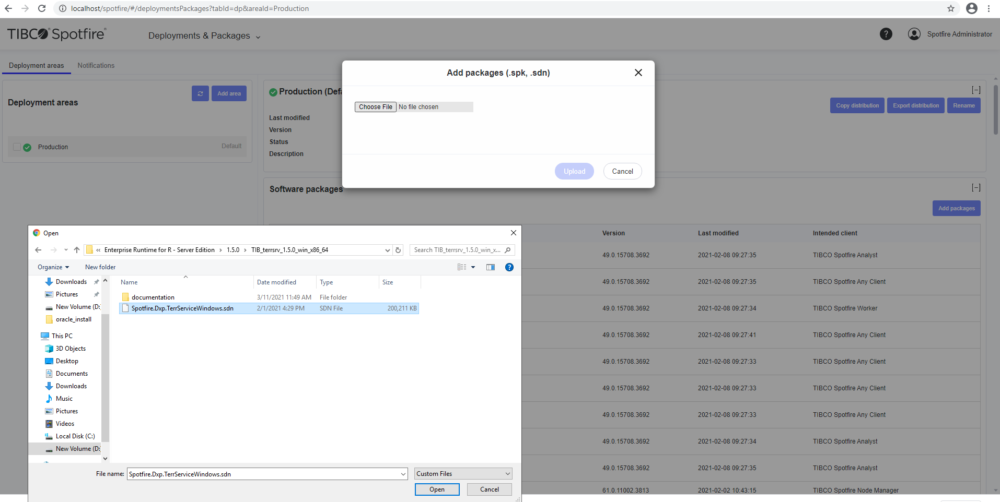 localhost/spotfire/#/deploymentsPackages?tabId=dp&areaId=Production
TIBCO Spotfire®
Deployments & Packages
Spotfire Administrator
Deployment areas
Notifications
Deployment areas
Add area
Production
Default
Add packages (.spk, .sdn)
Choose File
No file chosen
Upload
Cancel
Production (Defa
[-]
Copy distribution
Export distribution
Rename
Last modified
Version
Status
Description
Software packages
[-]
Add packages
Version
Last modified
Intended client
49.0.15708.3692 2021-02-08 09:27:35 TIBCO Spotfire Analyst
49.0.15708.3692 2021-02-08 09:27:35 TIBCO Spotfire Any Client
49.0.15708.3692 2021-02-08 09:27:34 TIBCO Spotfire Worker
49.0.15708.3692 2021-02-08 09:27:41 TIBCO Spotfire Any Client
49.0.15708.3692 2021-02-08 09:27:33 TIBCO Spotfire Any Client
49.0.15708.3692 2021-02-08 09:27:33 TIBCO Spotfire Any Client
49.0.15708.3692 2021-02-08 09:27:33 TIBCO Spotfire Any Client
49.0.15708.3692 2021-02-08 09:27:34 TIBCO Spotfire Analyst
49.0.15708.3692 2021-02-08 09:27:35 TIBCO Spotfire Analyst
61.0.11002.3813 2021-02-02 10:43:15 TIBCO Spotfire Node Manager
Open
« Enterprise Runtime for R - Server Edition › 1.5.0 › TIB_terrsrv_1.5.0_win_x86_64
Search TIB_terrsrv_1.5.0_win_x...
Organize
New folder
Downloads
Pictures
New Volume (D:
oracle_install
This PC
3D Objects
Desktop
Documents
Downloads
Music
Pictures
Videos
Local Disk (C:)
New Volume (D:
Name Date modified Type Size
documentation 3/11/2021 11:49 AM File folder
Spotfire.Dxp.TerrServiceWindows.sdn 2/1/2021 4:29 PM SDN File 200,211 KB
File name: Spotfire.Dxp.TerrServiceWindows.sdn
Custom Files
Open
Cancel